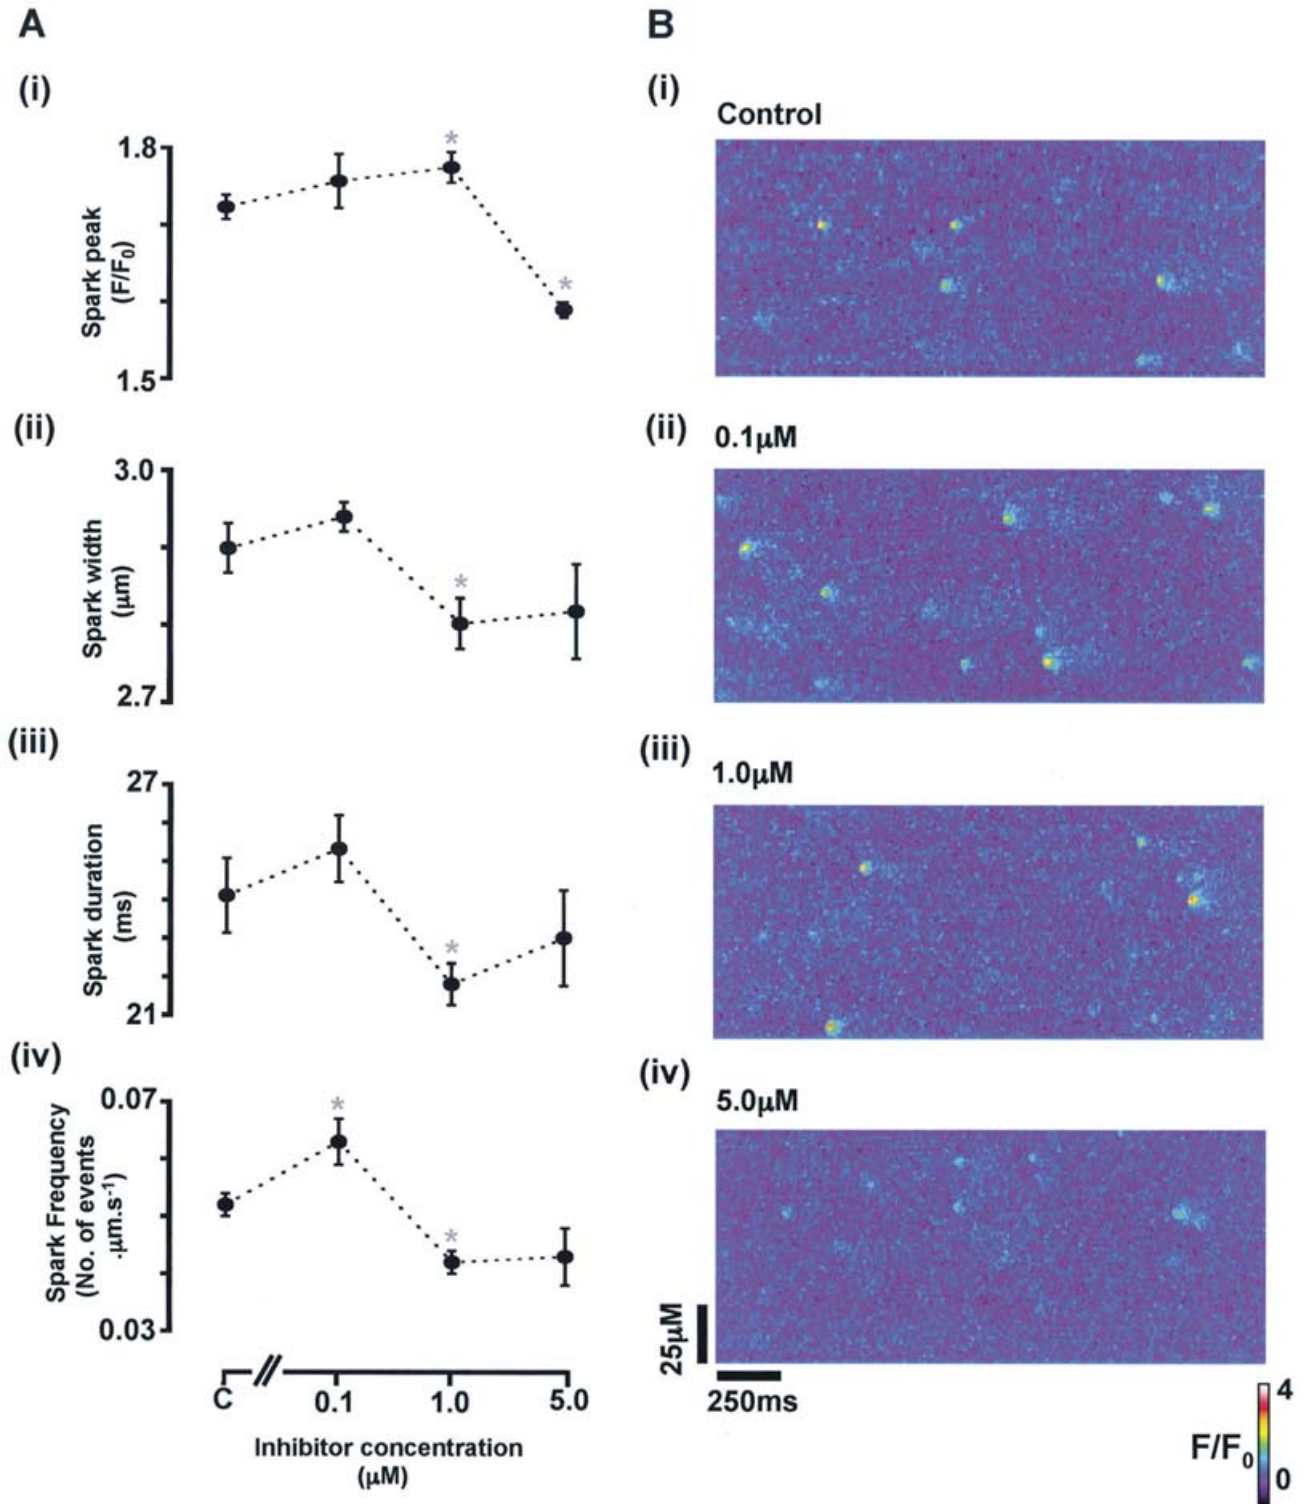 A
(i)
1.8
*
*
Spark peak
(F/F0)
1.5
(ii)
3.0
*
Spark width
(μm)
2.7
(iii)
27
*
Spark duration
(ms)
21
(iv)
0.07
*
*
Spark Frequency
(No. of events
.μm.s-1)
0.03
C
0.1
1.0
5.0
Inhibitor concentration
(μM)
B
(i)
Control
(ii)
0.1μM
(iii)
1.0μM
(iv)
5.0μM
25μM
250ms
4
F/F0
0